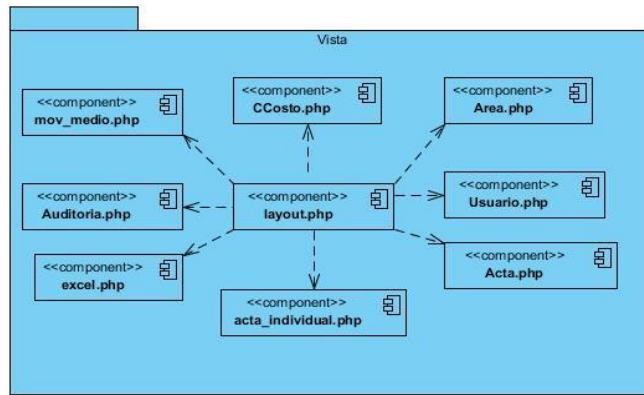 Vista
<<component>>
mov_medio.php
<<component>>
CCosto.php
<<component>>
Area.php
<<component>>
Auditoria.php
<<component>>
layout.php
<<component>>
Usuario.php
<<component>>
excel.php
<<component>>
acta_individual.php
<<component>>
Acta.php